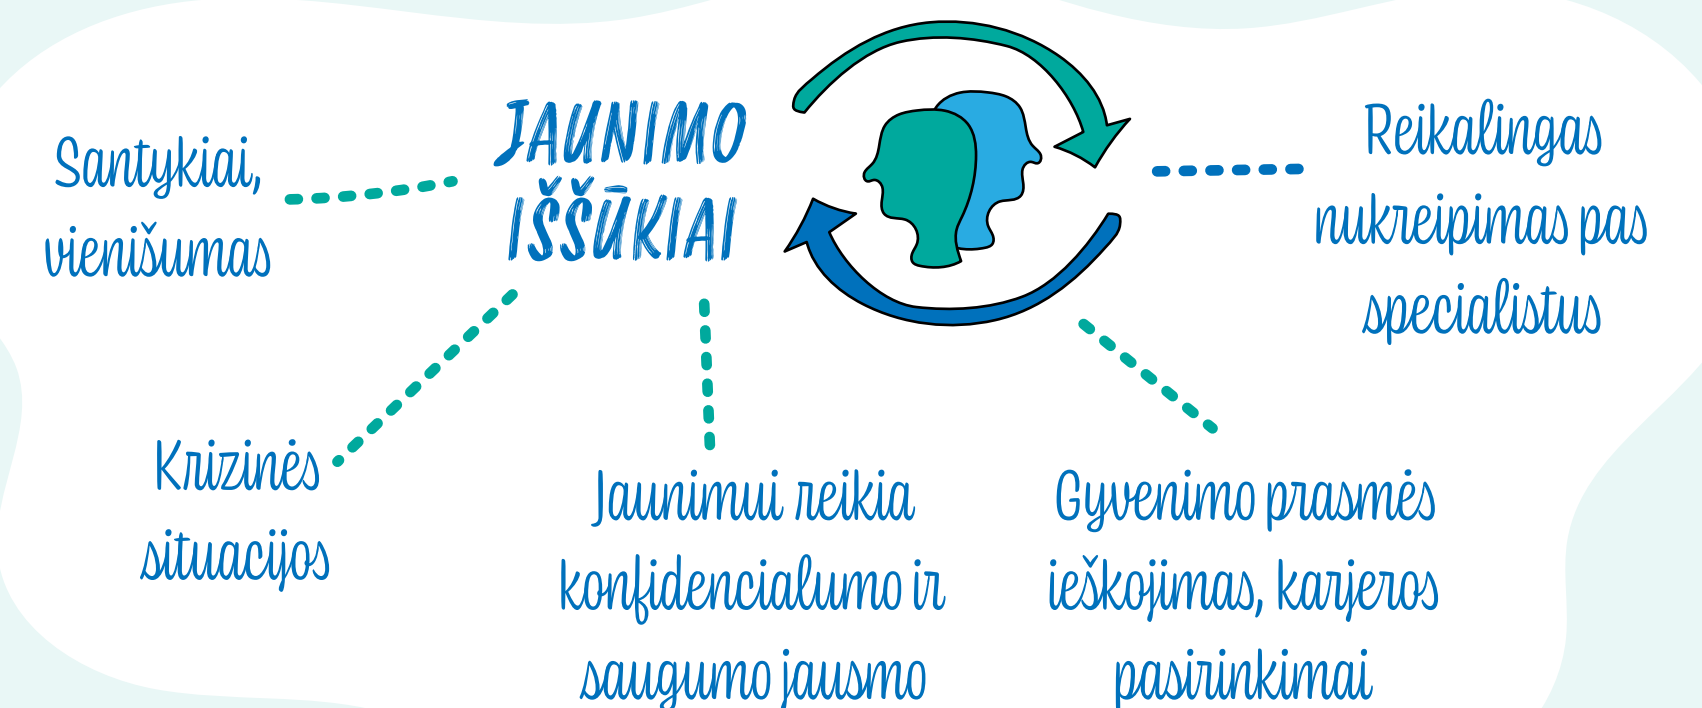 JAUNIMO
IŠŠŪKIAI
Santykiai,
vienišumas
Krizinės
situacijos
Jaunimui reikia
konfidencialumo ir
saugumo jausmo
Gyvenimo prasmės
ieškojimas, karjeros
pasirinkimai
Reikalingas
nukreipimas pas
specialistus